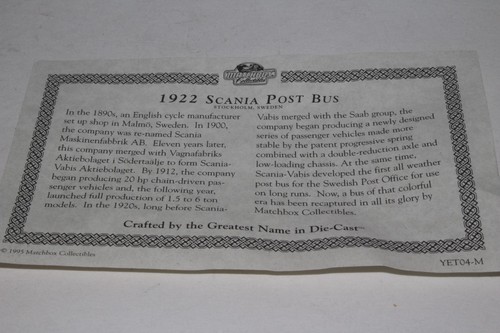 MATCHBOX
1922 SCANIA POST BUS
STOCKHOLM, SWEDEN
In the 1890s, an English cycle manufacturer
set up shop in Malmö, Sweden. In 1900,
the company was re-named Scania
Maskinenfabrik AB. Eleven years later,
this company merged with Vagnafabriks
Aktiebolaget i Södertaälje to form Scania-
Vabis Aktiebolaget. By 1912, the company
began producing 20 hp chain-driven pas-
senger vehicles and, the following year,
launched full production of 1.5 to 6 ton
models. In the 1920s, long before Scania-
Vabis merged with the Saab group, the
company began producing a newly designed
series of passenger vehicles made more
stable by the patent progressive spring
combined with a double-reduction axle and
low-loading chassis. At the same time,
Scania-Vabis developed the first all weather
post bus for the Swedish Post Office for use
on long runs. Now, a bus of that colorful
era has been recaptured in all its glory by
Matchbox Collectibles.
Crafted by the Greatest Name in Die-Cast™
© 1995 Matchbox Collectibles
YET04-M